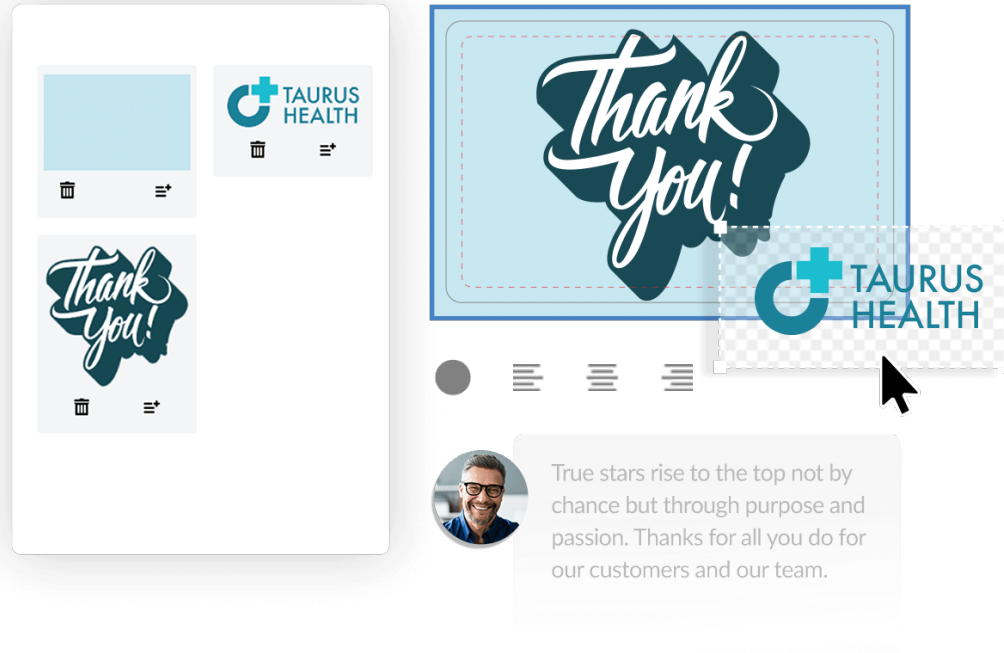 TAURUS
HEALTH
Thank
You!
Thank
You!
TAURUS
HEALTH
True stars rise to the top not by
chance but through purpose and
passion. Thanks for all you do for
our customers and our team.